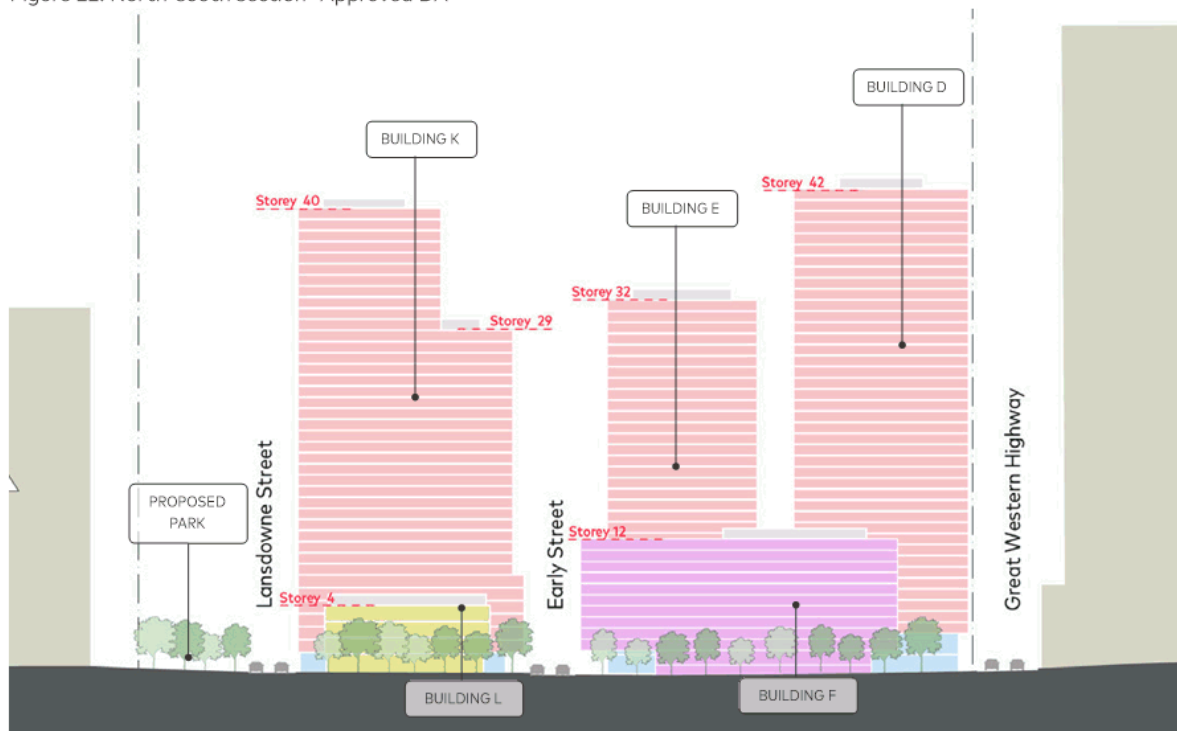 BUILDING D
BUILDING K
Storey 42
Storey 40
BUILDING E
Storey 32
Storey 29
PROPOSED
PARK
Lansdowne Street
Early Street
Great Western Highway
Storey 12
Storey 4
BUILDING L
BUILDING F